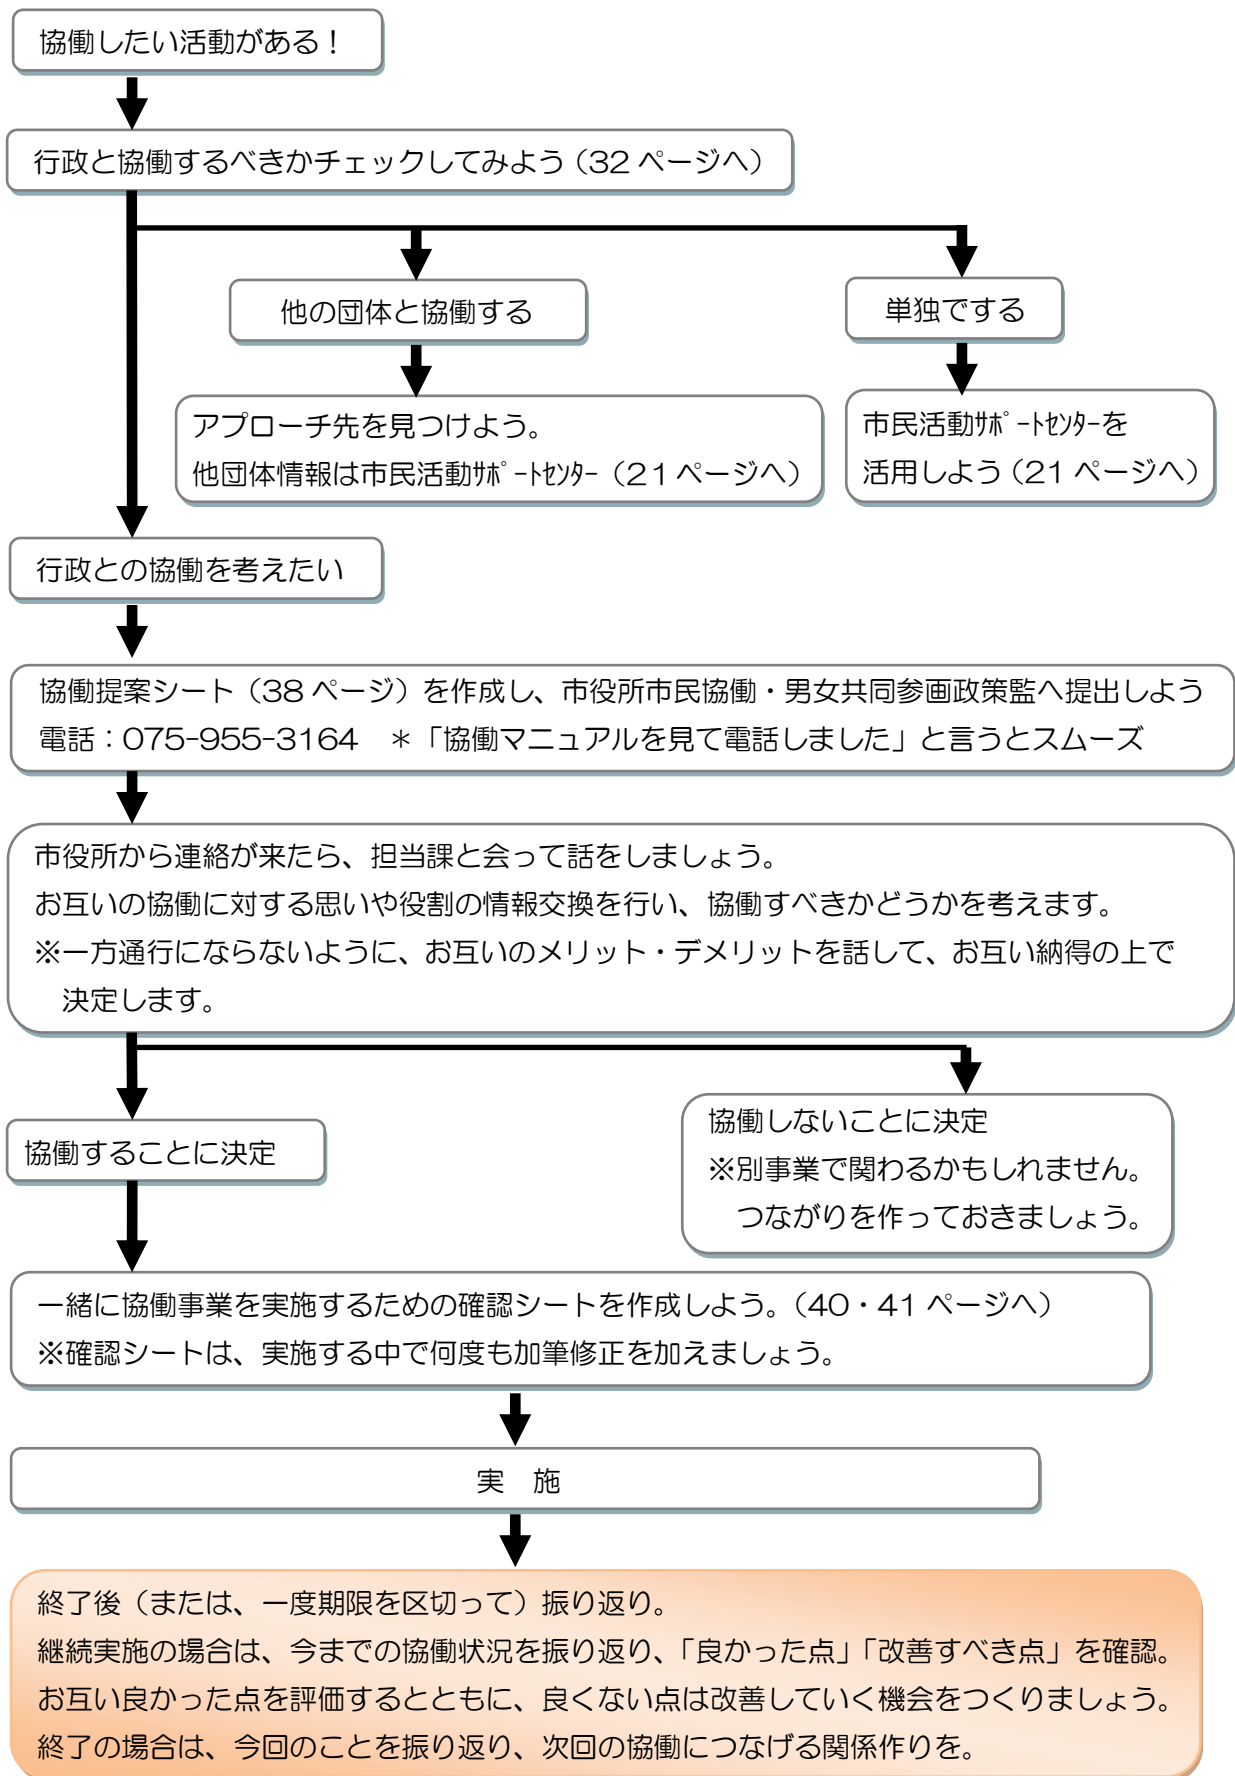 協働したい活動がある！
行政と協働するべきかチェックしてみよう（32 ページへ）
他の団体と協働する
単独でする
アプローチ先を見つけよう。
他団体情報は市民活動ｻﾎﾟｰﾄｾﾝﾀｰ（21 ページへ）
市民活動ｻﾎﾟｰﾄｾﾝﾀｰを
活用しよう（21 ページへ）
行政との協働を考えたい
協働提案シート（38 ページ）を作成し、市役所市民協働・男女共同参画政策監へ提出しよう
電話：075-955-3164　＊「協働マニュアルを見て電話しました」と言うとスムーズ
市役所から連絡が来たら、担当課と会って話をしましょう。
お互いの協働に対する思いや役割の情報交換を行い、協働すべきかどうかを考えます。
※一方通行にならないように、お互いのメリット・デメリットを話して、お互い納得の上で
決定します。
協働することに決定
協働しないことに決定
※別事業で関わるかもしれません。
つながりを作っておきましょう。
一緒に協働事業を実施するための確認シートを作成しよう。（40・41 ページへ）
※確認シートは、実施する中で何度も加筆修正を加えましょう。
実　施
終了後（または、一度期限を区切って）振り返り。
継続実施の場合は、今までの協働状況を振り返り、「良かった点」「改善すべき点」を確認。
お互い良かった点を評価するとともに、良くない点は改善していく機会をつくりましょう。
終了の場合は、今回のことを振り返り、次回の協働につなげる関係作りを。